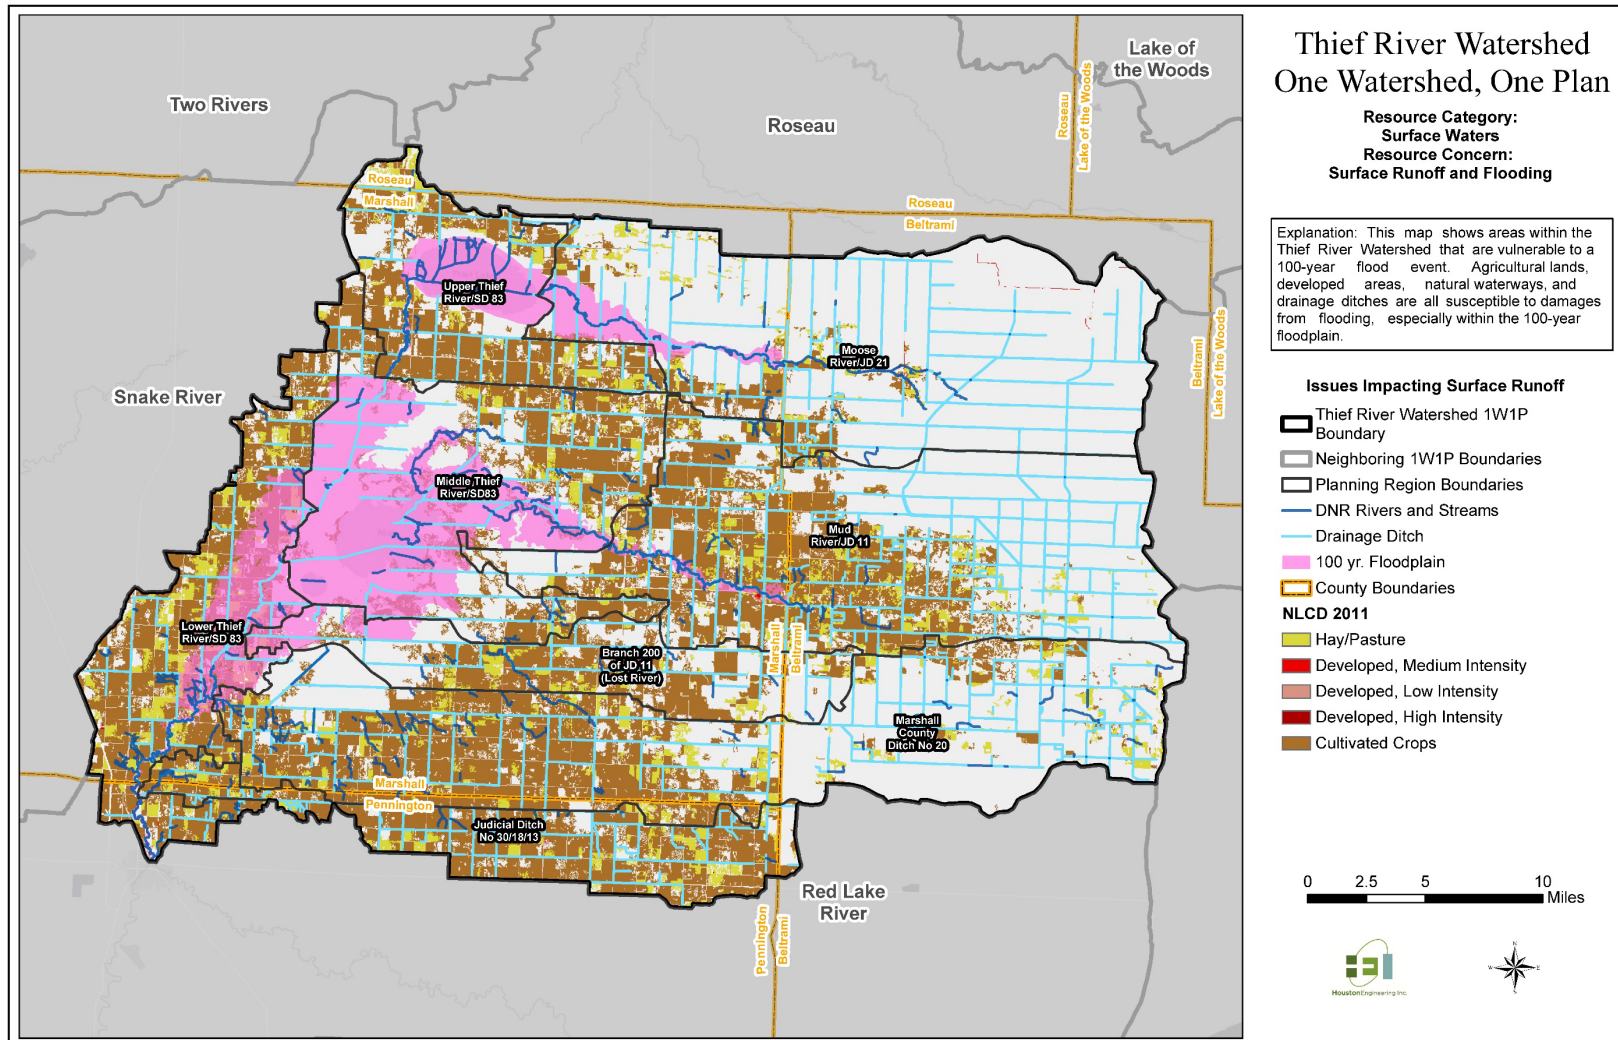 Thief River Watershed
One Watershed, One Plan
Resource Category:
Surface Waters
Resource Concern:
Surface Runoff and Flooding
Explanation: This map shows areas within the
Thief River Watershed that are vulnerable to a
100-year flood event. Agricultural lands,
developed areas, natural waterways, and
drainage ditches are all susceptible to damages
from flooding, especially within the 100-year
floodplain.
Issues Impacting Surface Runoff
Thief River Watershed 1W1P
Boundary
Neighboring 1W1P Boundaries
Planning Region Boundaries
DNR Rivers and Streams
Drainage Ditch
100 yr. Floodplain
County Boundaries
NLCD 2011
Hay/Pasture
Developed, Medium Intensity
Developed, Low Intensity
Developed, High Intensity
Cultivated Crops
0 2.5 5 10
Miles
HoustonEngineering Inc.
N
W E
S
Lake of
the Woods
Two Rivers
Roseau
Roseau
Lake of the Woods
Roseau
Marshall
Roseau
Beltrami
Upper Thief
River/SD 83
Moose
River/JD 21
Beltrami
Lake of the Woods
Snake River
Middle Thief
River/SD83
Mud
River/JD 11
Lower Thief
River/SD 83
Branch 200
of JD 11
(Lost River)
Marshall
Beltrami
Marshall
County
Ditch No 20
Marshall
Pennington
Judicial Ditch
No 30/18/13
Red Lake
River
Pennington
Beltrami